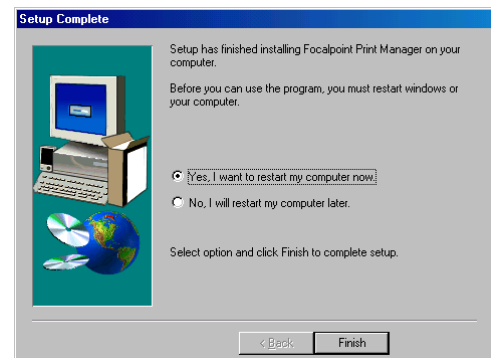 Setup Complete
Setup has finished installing Focalpoint Print Manager on your
computer.
Before you can use the program, you must restart windows or
your computer.
Yes, I want to restart my computer now.
No, I will restart my computer later.
Select option and click Finish to complete setup.
< Back Finish